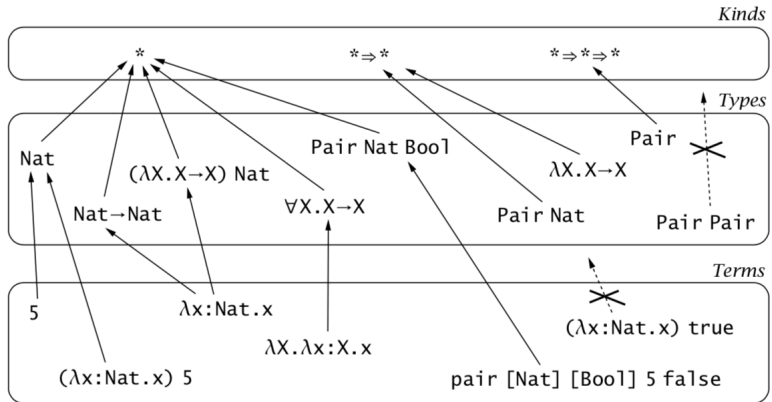 Kinds
* *⇒* *⇒*⇒*
Types
Nat (λX.X→X) Nat Pair Nat Bool λX.X→X Pair
Nat→Nat ∀X.X→X Pair Nat Pair Pair
Terms
5 λx:Nat.x (λx:Nat.x) true
λX.λx:X.x
(λx:Nat.x) 5 pair [Nat] [Bool] 5 false